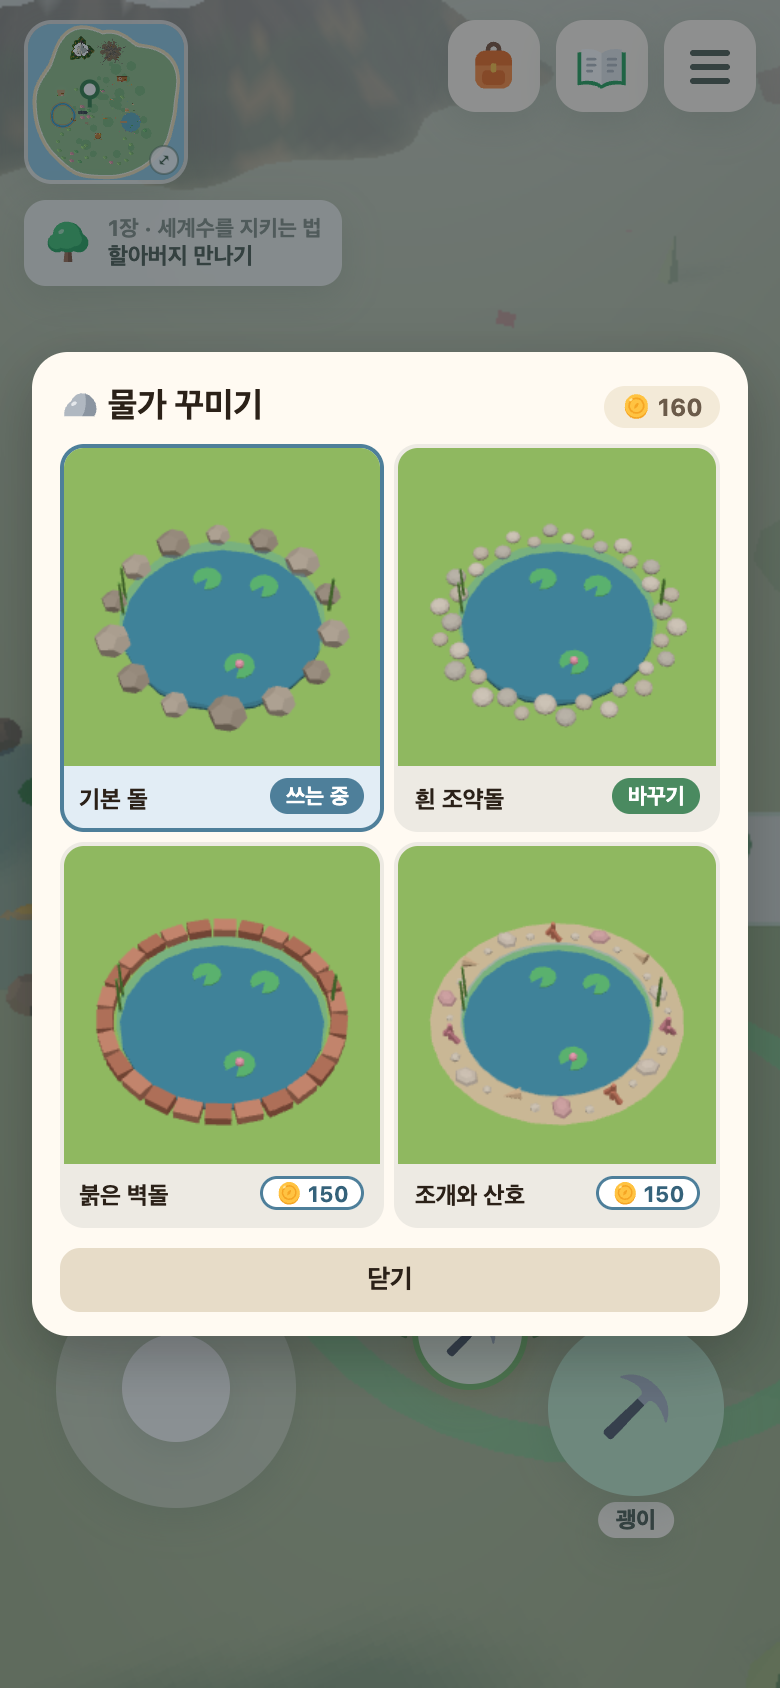 1장 · 세계수를 지키는 법
할아버지 만나기
물가 꾸미기
160
기본 돌
쓰는 중
흰 조약돌
바꾸기
붉은 벽돌
150
조개와 산호
150
닫기
괭이